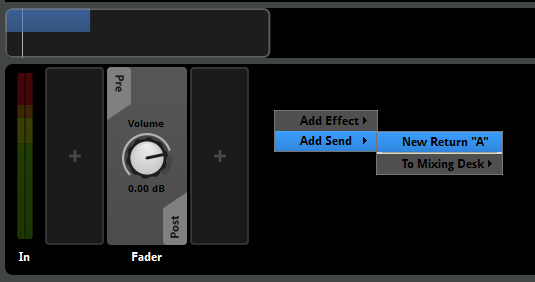 Pre
Volume
0.00 dB
Post
In
Fader
Add Effect
Add Send
New Return "A"
To Mixing Desk